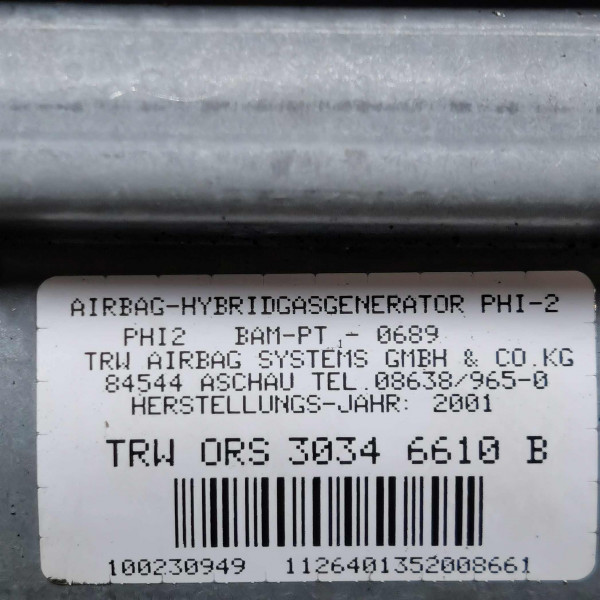 AIRBAG-HYBRIDGASGENERATOR PHI-2
PHI2 BAM-PT1- 0689
TRW AIRBAG SYSTEMS GMBH & CO.KG
84544 ASCHAU TEL.08638/965-0
HERSTELLUNGS-JAHR: 2001
TRW ORS 3034 6610 B
100230949 1126401352008661